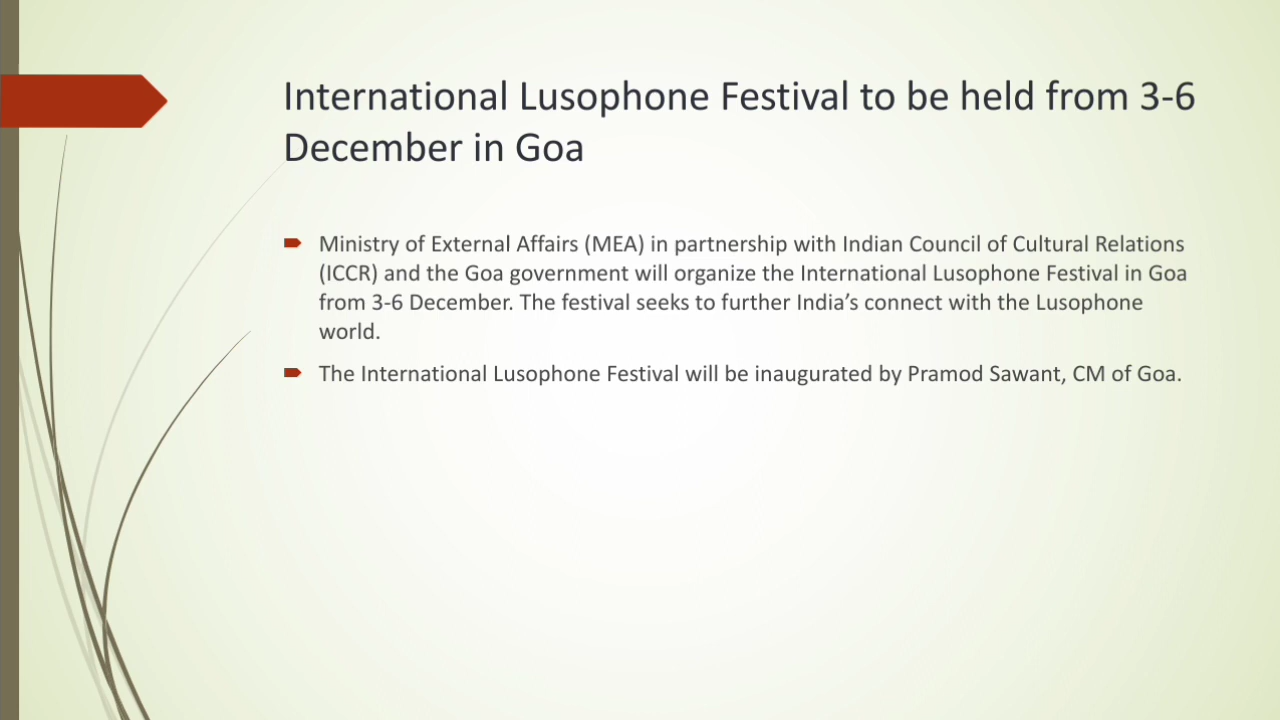 International Lusophone Festival to be held from 3-6
December in Goa
Ministry of External Affairs (MEA) in partnership with Indian Council of Cultural Relations
(ICCR) and the Goa government will organize the International Lusophone Festival in Goa
from 3-6 December. The festival seeks to further India’s connect with the Lusophone
world.
The International Lusophone Festival will be inaugurated by Pramod Sawant, CM of Goa.